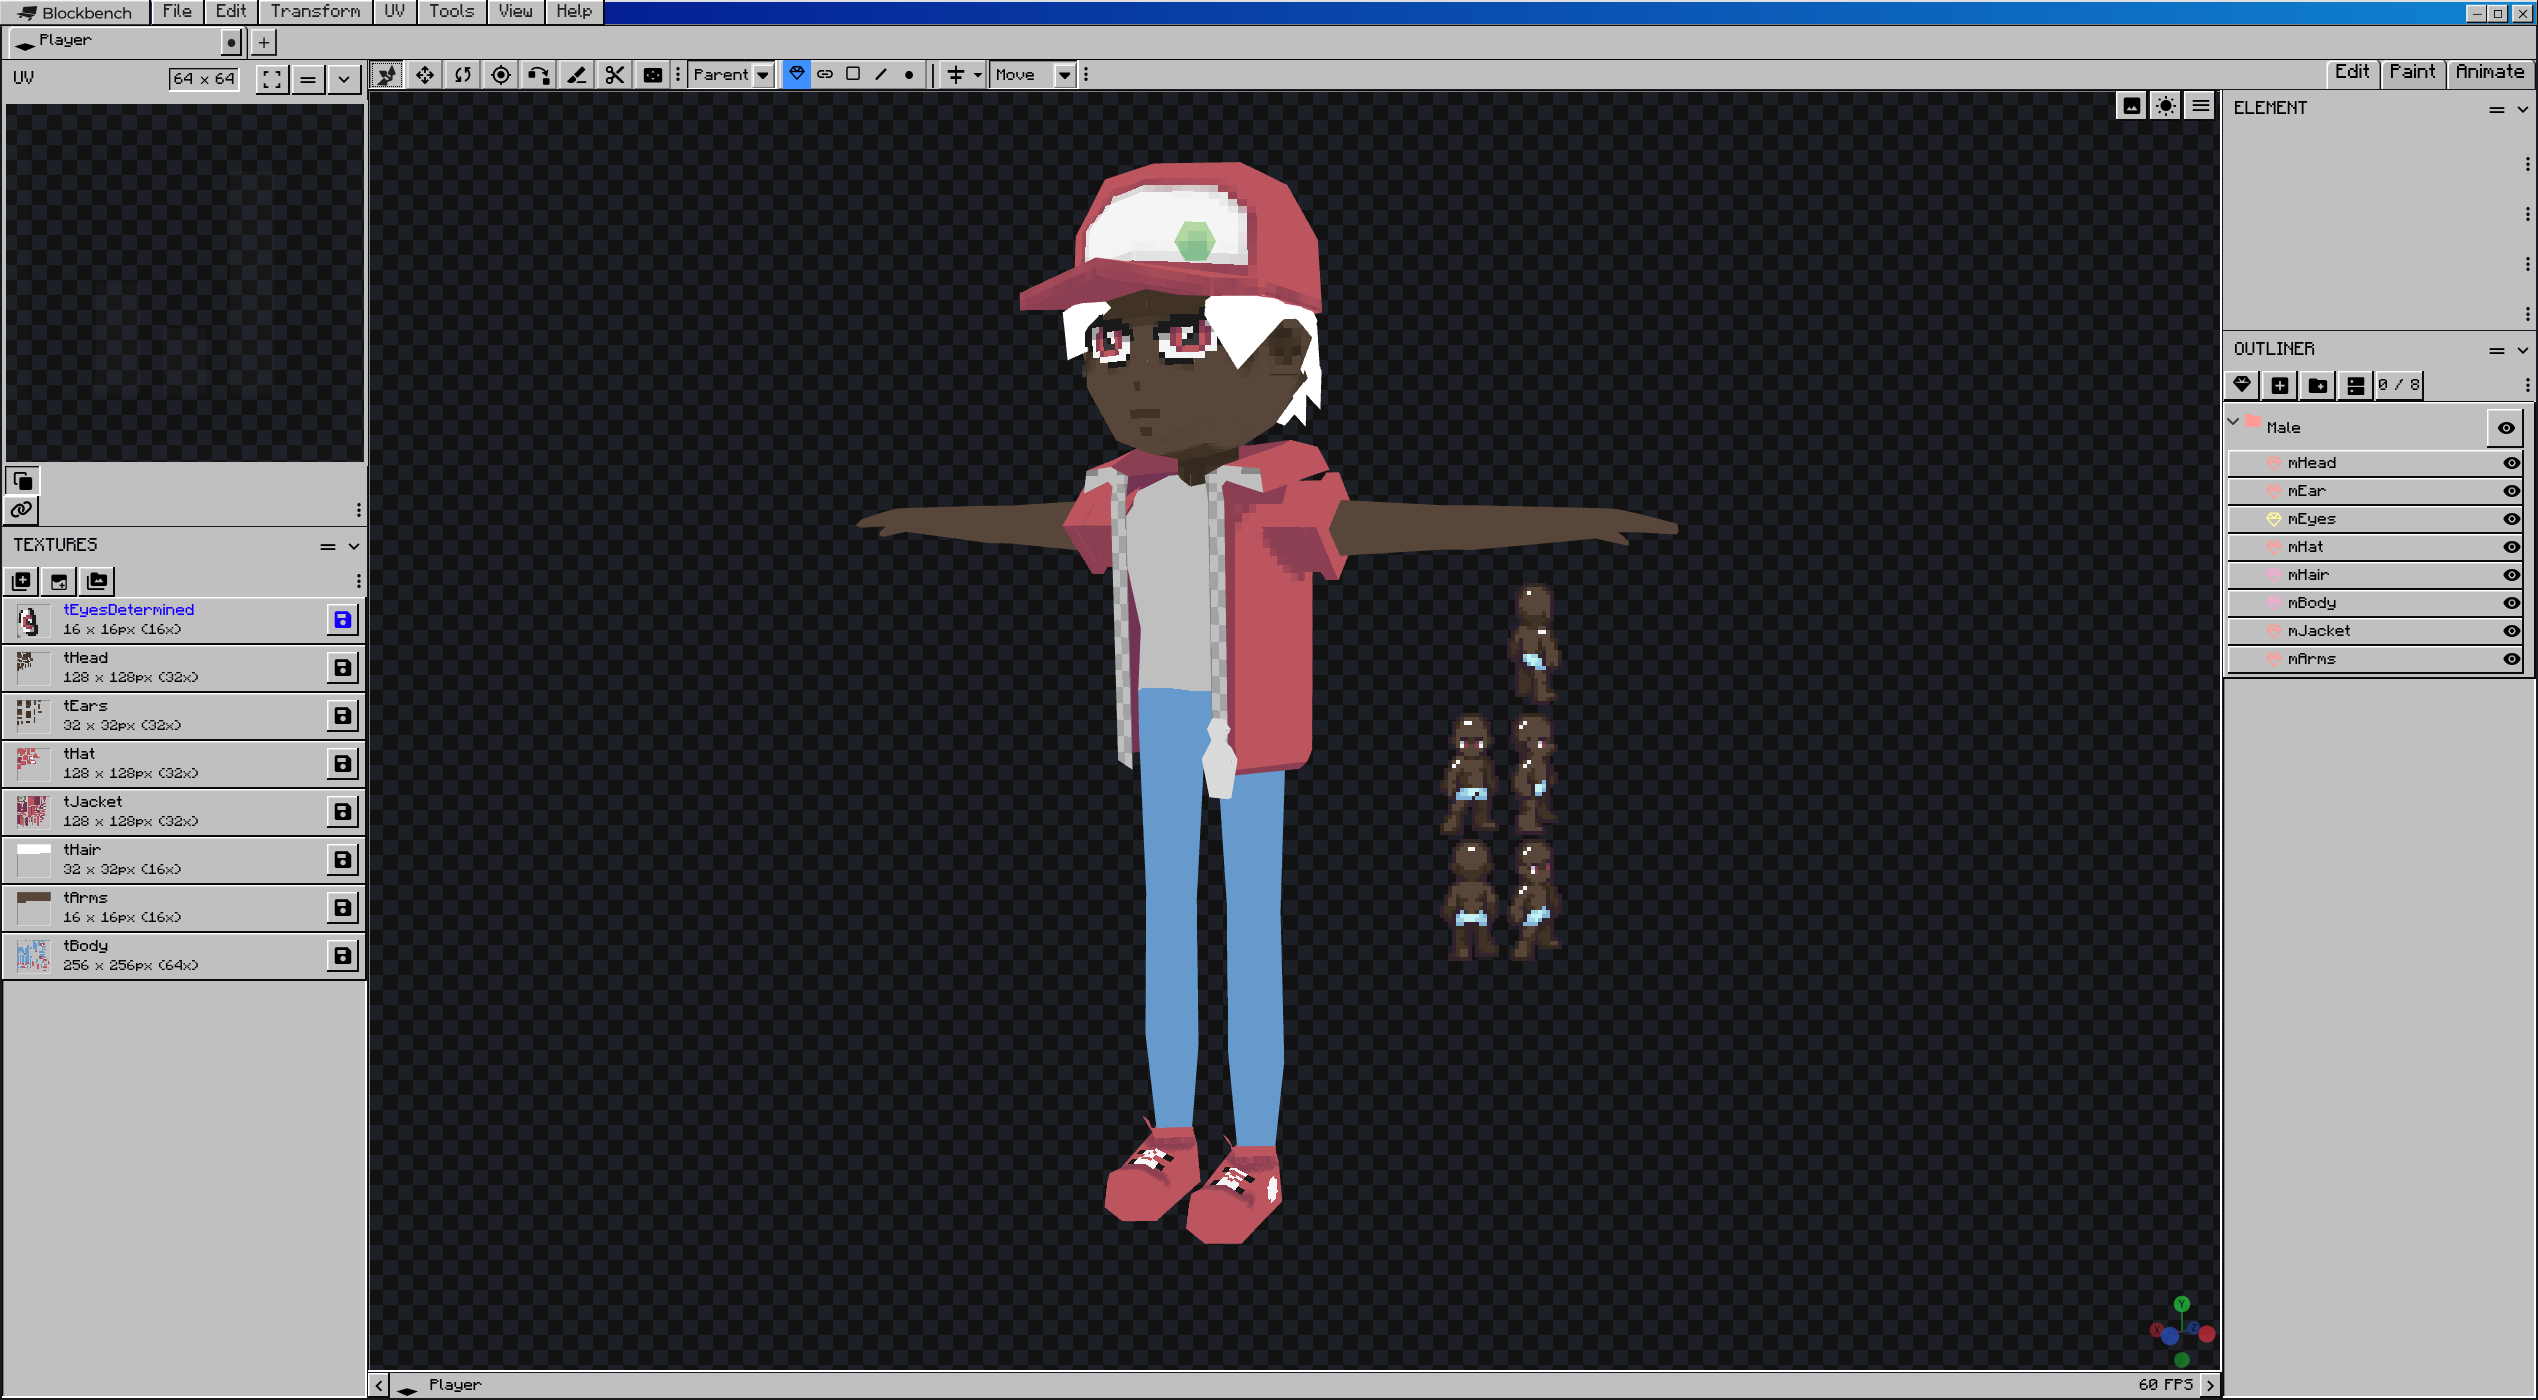 Blockbench File Edit Transform UV Tools View Help
Player
UV 64 x 64 Parent Move Edit Paint Animate
ELEMENT
OUTLINER
0 / 8
Male
mHead
mEar
mEyes
mHat
mHair
mBody
mJacket
mArms
TEXTURES
tEyesDetermined
16 x 16px (16x)
tHead
128 x 128px (32x)
tEars
32 x 32px (32x)
tHat
128 x 128px (32x)
tJacket
128 x 128px (32x)
tHair
32 x 32px (16x)
tArms
16 x 16px (16x)
tBody
256 x 256px (64x)
Y
X Z
Player 60 FPS